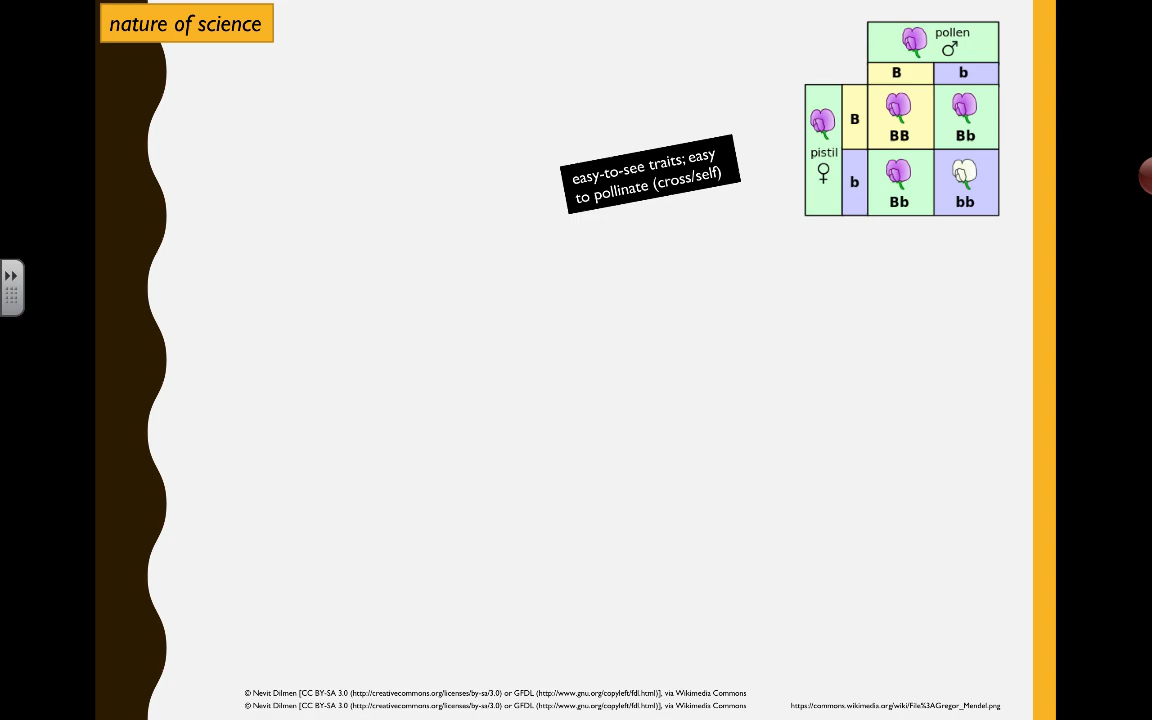 nature of science
pollen
♂
B b
easy-to-see traits; easy
to pollinate (cross/self)
pistil
♀
B
BB Bb
b
Bb bb
© Nevit Dilmen [CC BY-SA 3.0 (http://creativecommons.org/licenses/by-sa/3.0) or GFDL (http://www.gnu.org/copyleft/fdl.html)], via Wikimedia Commons
© Nevit Dilmen [CC BY-SA 3.0 (http://creativecommons.org/licenses/by-sa/3.0) or GFDL (http://www.gnu.org/copyleft/fdl.html)], via Wikimedia Commons
https://commons.wikimedia.org/wiki/File%3AGregor_Mendel.png